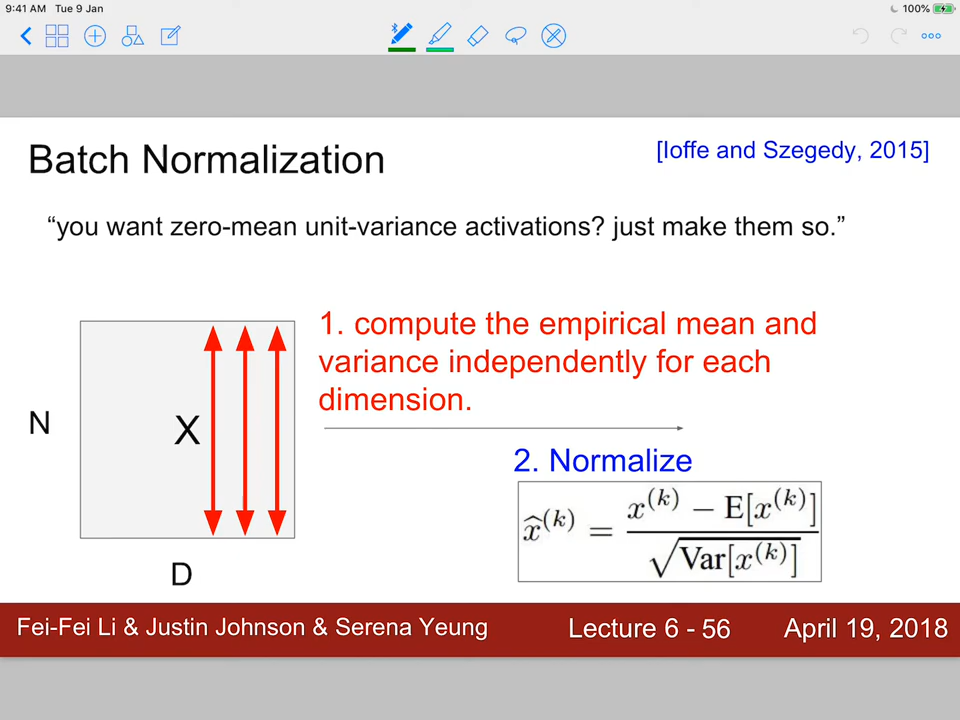 9:41 AM Tue 9 Jan
100%
Batch Normalization
[Ioffe and Szegedy, 2015]
“you want zero-mean unit-variance activations? just make them so.”
1. compute the empirical mean and
variance independently for each
dimension.
N
X
D
2. Normalize
x̂^(k) = (x^(k) − E[x^(k)]) / √Var[x^(k)]
Fei-Fei Li & Justin Johnson & Serena Yeung
Lecture 6 - 56
April 19, 2018